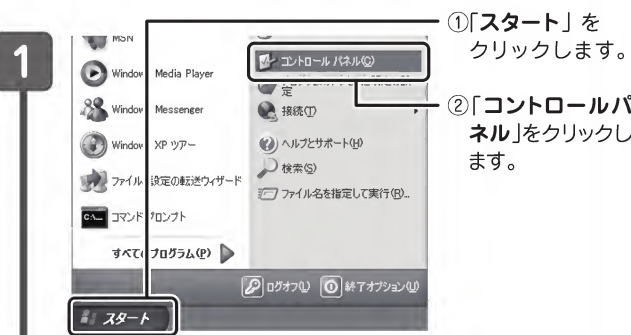 1
①「スタート」を
クリックします。
②「コントロールパ
ネル」をクリックし
ます。
MSN
Window Media Player
Window Messenger
Window XP ツアー
ファイル 設定の転送ウィザード
コマンド プロンプト
すべて プログラム(P)
コントロール パネル(C)
定
接続(T)
ヘルプとサポート(H)
検索(S)
ファイル名を指定して実行(R)...
ログオフ(L) 終了オプション(U)
スタート